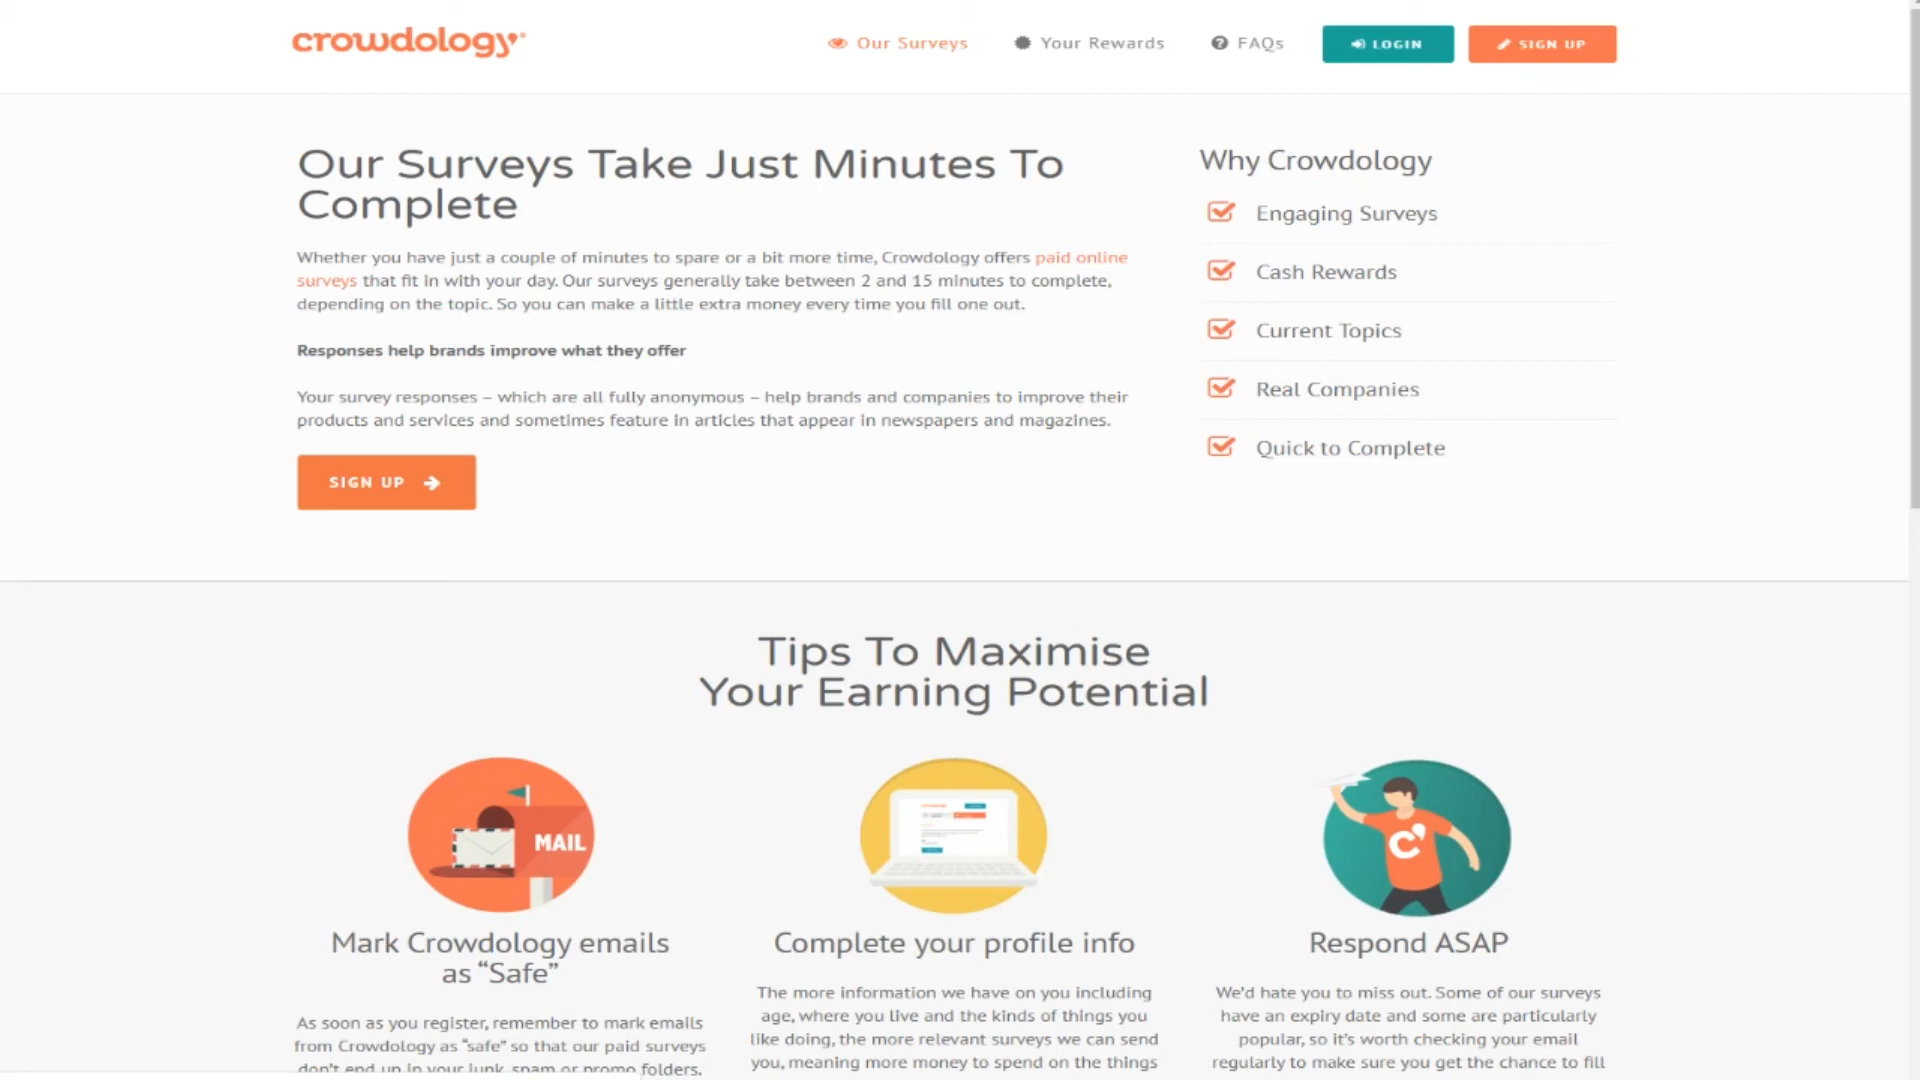 crowdology
Our Surveys
Your Rewards
FAQs
LOGIN
SIGN UP
Our Surveys Take Just Minutes To
Complete
Whether you have just a couple of minutes to spare or a bit more time, Crowdology offers paid online
surveys that fit in with your day. Our surveys generally take between 2 and 15 minutes to complete,
depending on the topic. So you can make a little extra money every time you fill one out.
Responses help brands improve what they offer
Your survey responses – which are all fully anonymous – help brands and companies to improve their
products and services and sometimes feature in articles that appear in newspapers and magazines.
SIGN UP
Why Crowdology
Engaging Surveys
Cash Rewards
Current Topics
Real Companies
Quick to Complete
Tips To Maximise
Your Earning Potential
MAIL
Mark Crowdology emails
as “Safe”
As soon as you register, remember to mark emails
from Crowdology as “safe” so that our paid surveys
don’t end up in your junk, spam or promo folders.
Complete your profile info
The more information we have on you including
age, where you live and the kinds of things you
like doing, the more relevant surveys we can send
you, meaning more money to spend on the things
Respond ASAP
We’d hate you to miss out. Some of our surveys
have an expiry date and some are particularly
popular, so it’s worth checking your email
regularly to make sure you get the chance to fill